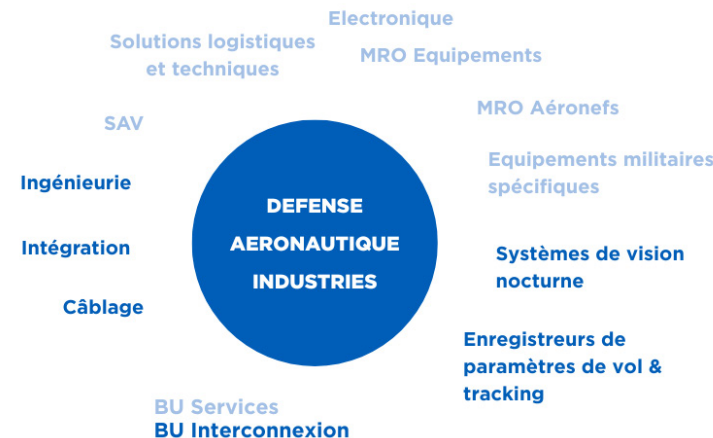 Electronique
Solutions logistiques
et techniques
MRO Equipements
SAV
MRO Aéronefs
Equipements militaires
spécifiques
Ingénieurie
DEFENSE
AERONAUTIQUE
INDUSTRIES
Intégration
Systèmes de vision
nocturne
Câblage
Enregistreurs de
paramètres de vol &
tracking
BU Services
BU Interconnexion